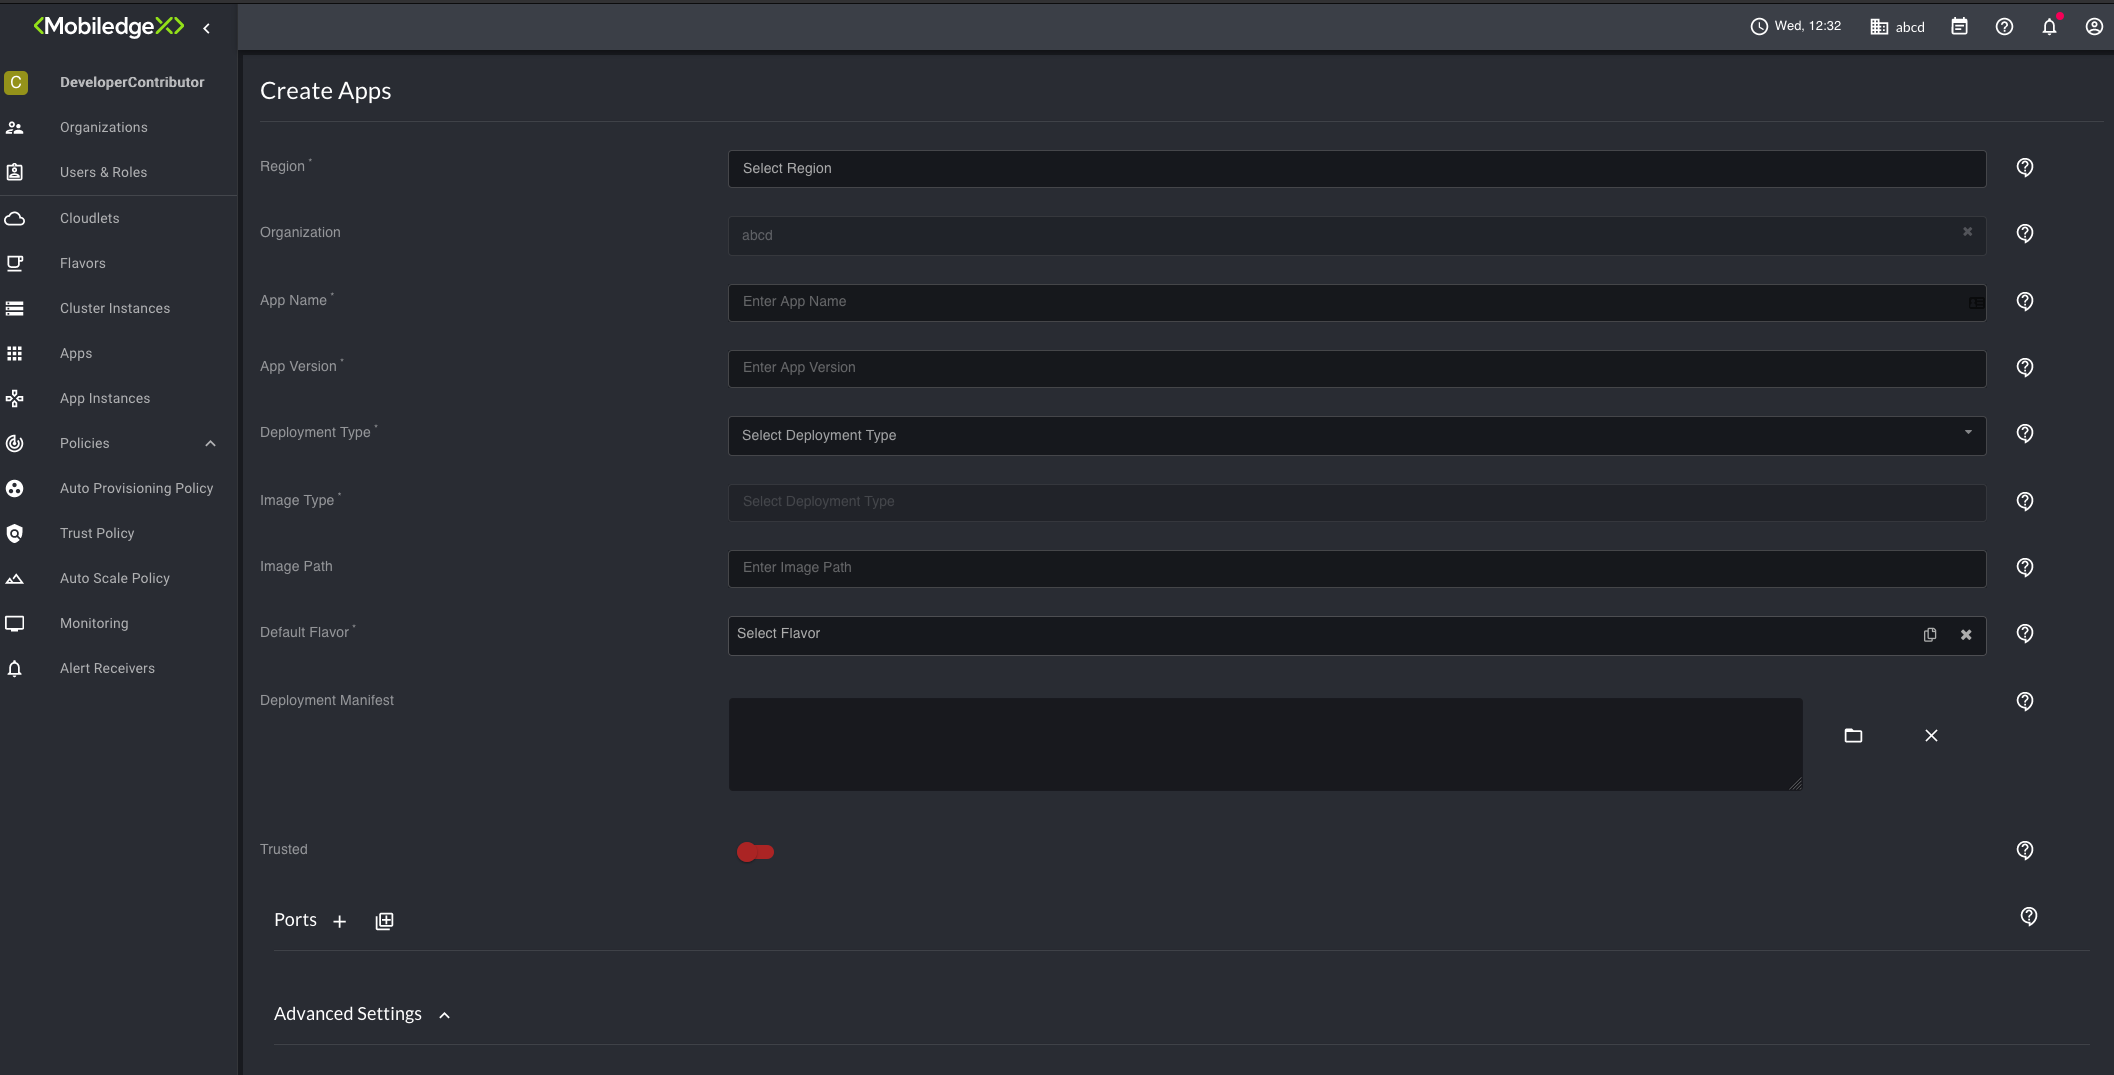 <MobiledgeX>
Wed, 12:32
abcd
C DeveloperContributor
Organizations
Users & Roles
Cloudlets
Flavors
Cluster Instances
Apps
App Instances
Policies
Auto Provisioning Policy
Trust Policy
Auto Scale Policy
Monitoring
Alert Receivers
Create Apps
Region * Select Region
Organization abcd
App Name * Enter App Name
App Version * Enter App Version
Deployment Type * Select Deployment Type
Image Type * Select Deployment Type
Image Path Enter Image Path
Default Flavor * Select Flavor
Deployment Manifest
Trusted
Ports
Advanced Settings